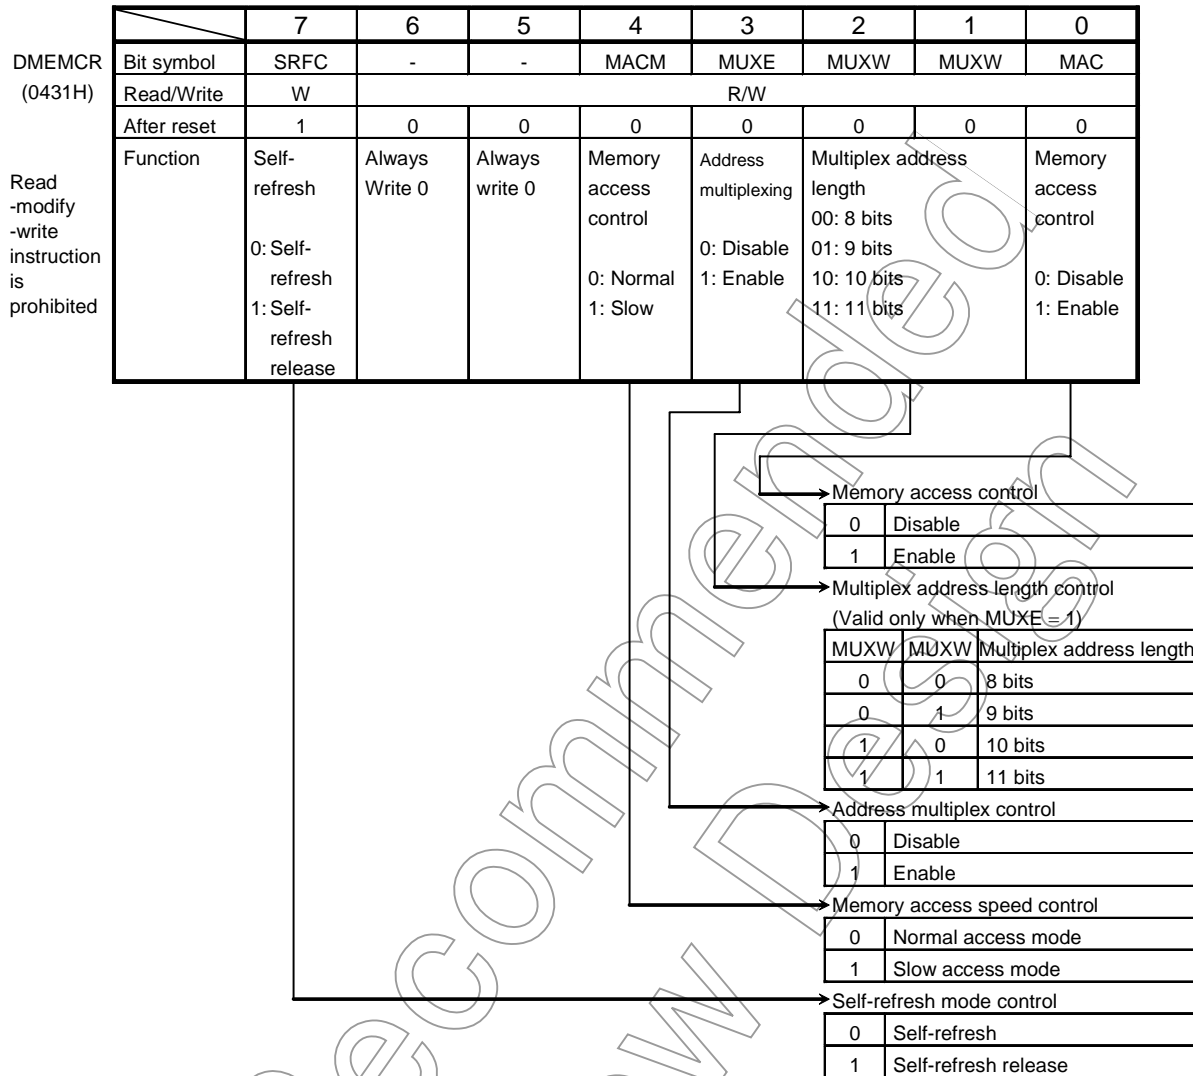 7 6 5 4 3 2 1 0
DMEMCR Bit symbol SRFC - - MACM MUXE MUXW MUXW MAC
(0431H) Read/Write W R/W
After reset 1 0 0 0 0 0 0 0
Read
-modify
-write
instruction
is
prohibited
Function
Self-
refresh
0: Self-
refresh
1: Self-
refresh
release
Always
Write 0
Always
write 0
Memory
access
control
0: Normal
1: Slow
Address
multiplexing
0: Disable
1: Enable
Multiplex address
length
00: 8 bits
01: 9 bits
10: 10 bits
11: 11 bits
Memory
access
control
0: Disable
1: Enable
Memory access control
0 Disable
1 Enable
Multiplex address length control
(Valid only when MUXE = 1)
MUXW MUXW Multiplex address length
0 0 8 bits
0 1 9 bits
1 0 10 bits
1 1 11 bits
Address multiplex control
0 Disable
1 Enable
Memory access speed control
0 Normal access mode
1 Slow access mode
Self-refresh mode control
0 Self-refresh
1 Self-refresh release